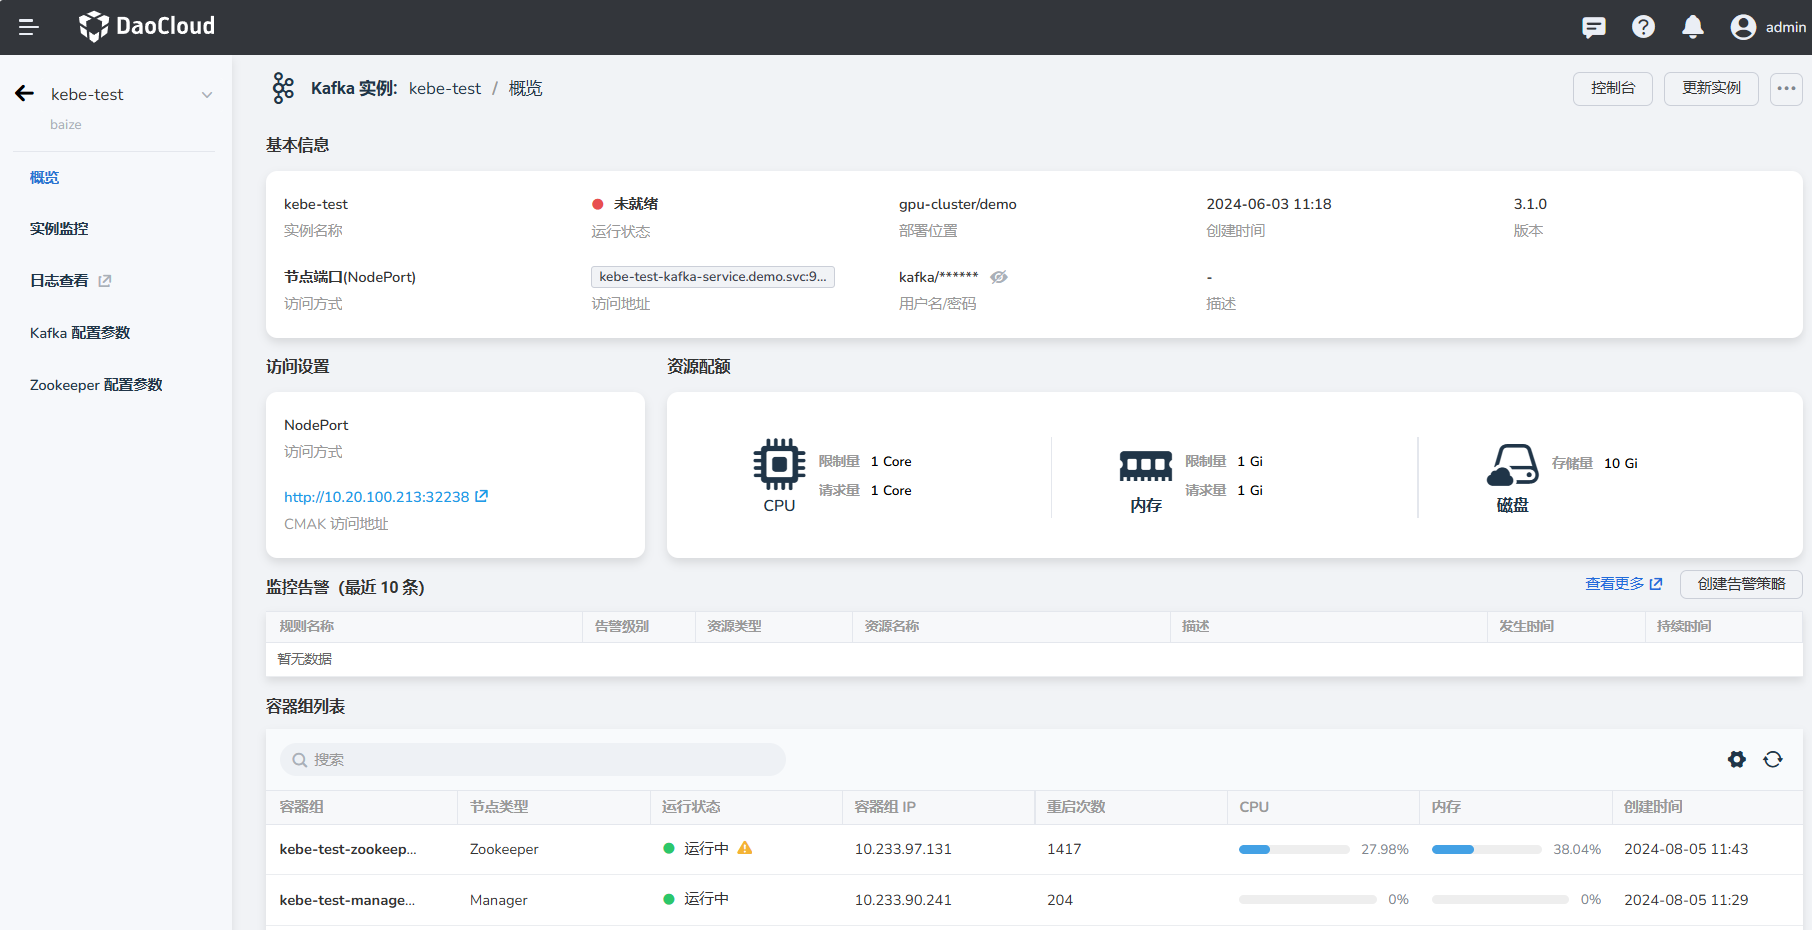 DaoCloud
admin
kebe-test
baize
概览
实例监控
日志查看
Kafka 配置参数
Zookeeper 配置参数
Kafka 实例: kebe-test / 概览
控制台
更新实例
基本信息
kebe-test
实例名称
未就绪
运行状态
gpu-cluster/demo
部署位置
2024-06-03 11:18
创建时间
3.1.0
版本
节点端口(NodePort)
访问方式
kebe-test-kafka-service.demo.svc:9...
访问地址
kafka/******
用户名/密码
-
描述
访问设置
NodePort
访问方式
http://10.20.100.213:32238
CMAK 访问地址
资源配额
CPU
限制量 1 Core
请求量 1 Core
内存
限制量 1 Gi
请求量 1 Gi
磁盘
存储量 10 Gi
监控告警（最近 10 条）
查看更多
创建告警策略
规则名称 告警级别 资源类型 资源名称 描述 发生时间 持续时间
暂无数据
容器组列表
搜索
容器组 节点类型 运行状态 容器组 IP 重启次数 CPU 内存 创建时间
kebe-test-zookeep... Zookeeper 运行中 10.233.97.131 1417 27.98% 38.04% 2024-08-05 11:43
kebe-test-manage... Manager 运行中 10.233.90.241 204 0% 0% 2024-08-05 11:29